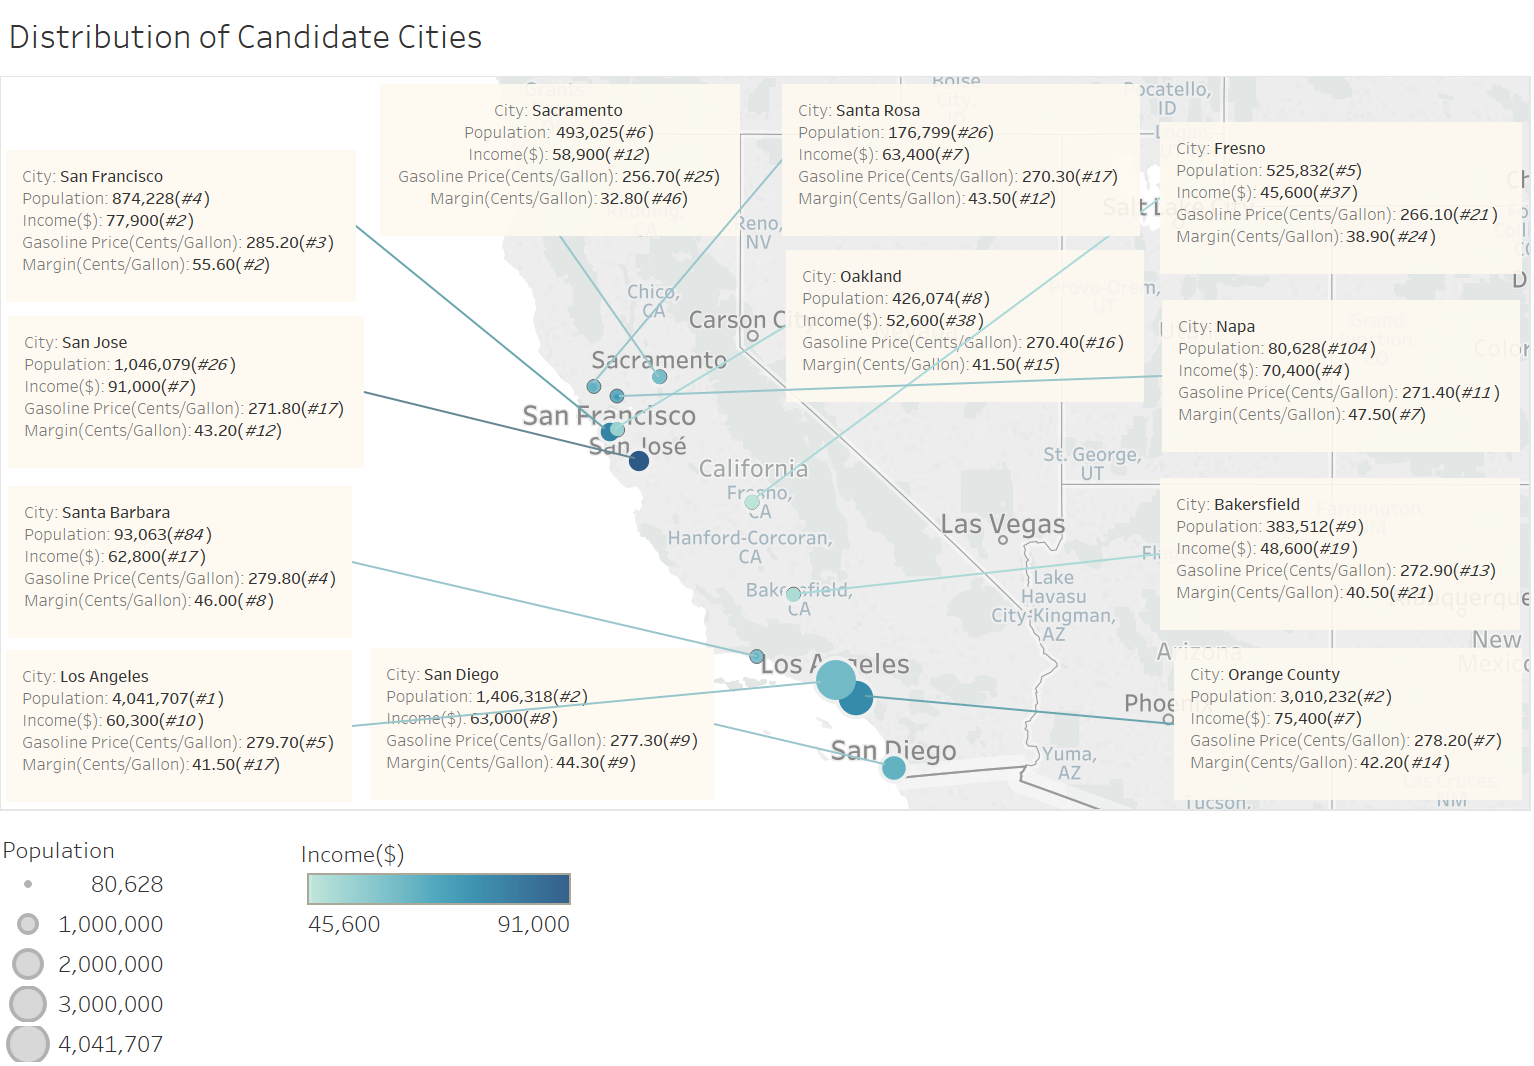 Distribution of Candidate Cities
City: Sacramento
Population: 493,025(#6)
Income($): 58,900(#12)
Gasoline Price(Cents/Gallon): 256.70(#25)
Margin(Cents/Gallon): 32.80(#46)
City: Santa Rosa
Population: 176,799(#26)
Income($): 63,400(#7)
Gasoline Price(Cents/Gallon): 270.30(#17)
Margin(Cents/Gallon): 43.50(#12)
City: Fresno
Population: 525,832(#5)
Income($): 45,600(#37)
Gasoline Price(Cents/Gallon): 266.10(#21)
Margin(Cents/Gallon): 38.90(#24)
City: San Francisco
Population: 874,228(#4)
Income($): 77,900(#2)
Gasoline Price(Cents/Gallon): 285.20(#3)
Margin(Cents/Gallon): 55.60(#2)
City: Oakland
Population: 426,074(#8)
Income($): 52,600(#38)
Gasoline Price(Cents/Gallon): 270.40(#16)
Margin(Cents/Gallon): 41.50(#15)
City: San Jose
Population: 1,046,079(#26)
Income($): 91,000(#7)
Gasoline Price(Cents/Gallon): 271.80(#17)
Margin(Cents/Gallon): 43.20(#12)
City: Napa
Population: 80,628(#104)
Income($): 70,400(#4)
Gasoline Price(Cents/Gallon): 271.40(#11)
Margin(Cents/Gallon): 47.50(#7)
City: Santa Barbara
Population: 93,063(#84)
Income($): 62,800(#17)
Gasoline Price(Cents/Gallon): 279.80(#4)
Margin(Cents/Gallon): 46.00(#8)
City: Bakersfield
Population: 383,512(#9)
Income($): 48,600(#19)
Gasoline Price(Cents/Gallon): 272.90(#13)
Margin(Cents/Gallon): 40.50(#21)
City: Los Angeles
Population: 4,041,707(#1)
Income($): 60,300(#10)
Gasoline Price(Cents/Gallon): 279.70(#5)
Margin(Cents/Gallon): 41.50(#17)
City: San Diego
Population: 1,406,318(#2)
Income($): 63,000(#8)
Gasoline Price(Cents/Gallon): 277.30(#9)
Margin(Cents/Gallon): 44.30(#9)
City: Orange County
Population: 3,010,232(#2)
Income($): 75,400(#7)
Gasoline Price(Cents/Gallon): 278.20(#7)
Margin(Cents/Gallon): 42.20(#14)
Grants
Boise
City,
ID
Redding,
CA
NV
Chico,
CA
Carson City
Sacramento
San Francisco
San José
California
Fresno,
CA
Hanford-Corcoran,
CA
Bakersfield,
CA
Las Vegas
St. George,
UT
Lake
Havasu
City-Kingman,
AZ
Los Angeles
San Diego
Yuma,
AZ
Arizona
Phoenix
Tucson,
Salt Lake City
Provo-Orem,
UT
Utah
Grand
Farmington,
NM
Albuquerque
New
Mexico
Las Cruces,
NM
Population
80,628
1,000,000
2,000,000
3,000,000
4,041,707
Income($)
45,600
91,000